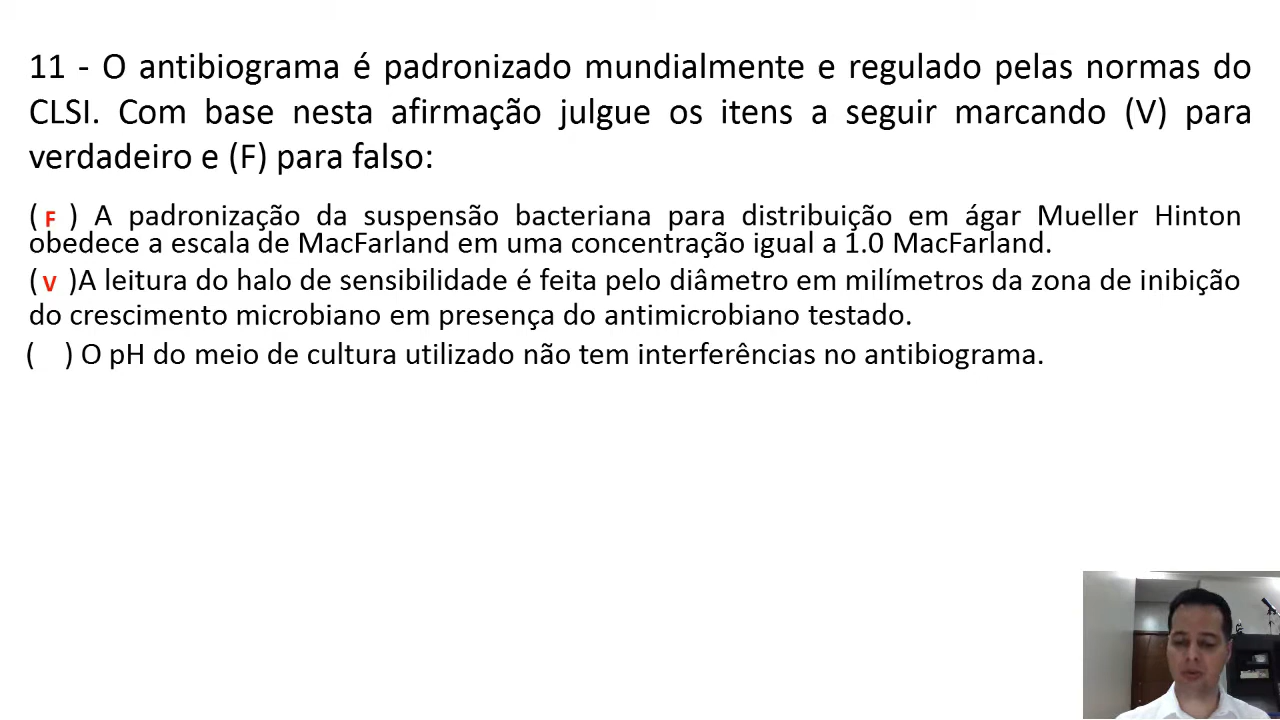 11 - O antibiograma é padronizado mundialmente e regulado pelas normas do
CLSI. Com base nesta afirmação julgue os itens a seguir marcando (V) para
verdadeiro e (F) para falso:
( F ) A padronização da suspensão bacteriana para distribuição em ágar Mueller Hinton
obedece a escala de MacFarland em uma concentração igual a 1.0 MacFarland.
( V )A leitura do halo de sensibilidade é feita pelo diâmetro em milímetros da zona de inibição
do crescimento microbiano em presença do antimicrobiano testado.
( ) O pH do meio de cultura utilizado não tem interferências no antibiograma.